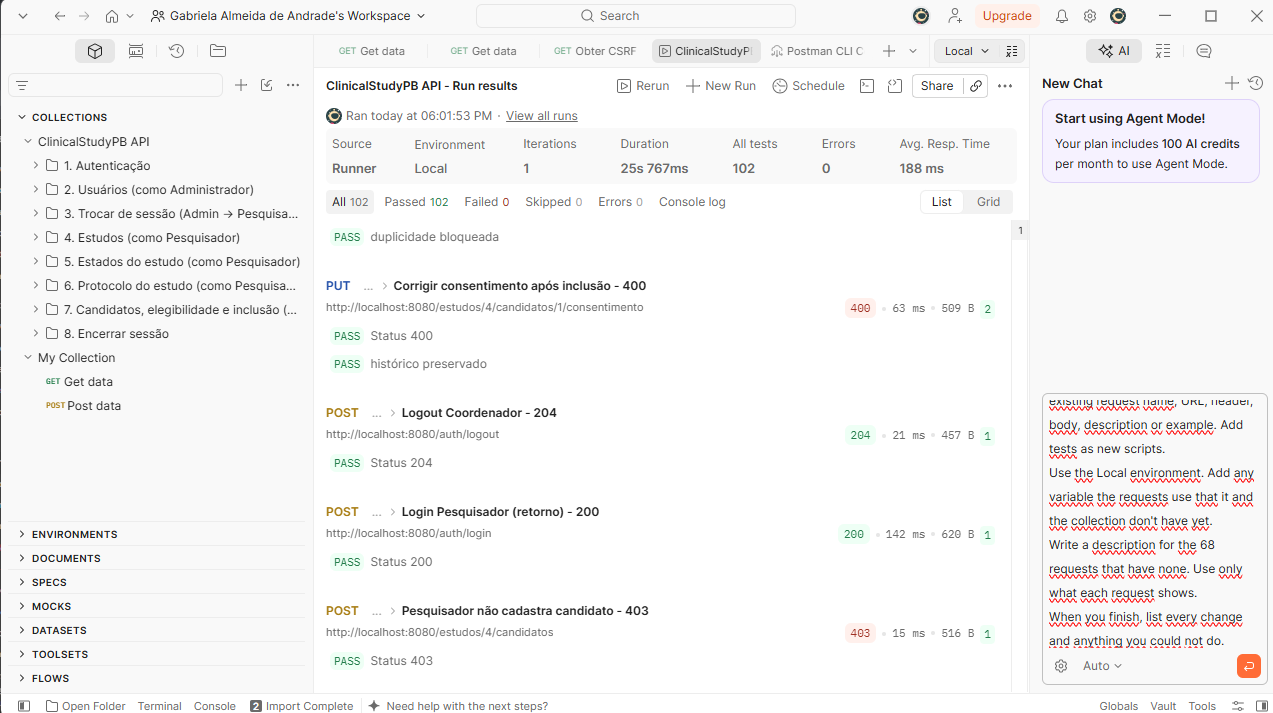 Gabriela Almeida de Andrade's Workspace
Search
Upgrade
GET Get data
GET Get data
GET Obter CSRF
ClinicalStudyPB
Postman CLI C
Local
AI
ClinicalStudyPB API - Run results
Rerun
New Run
Schedule
Share
New Chat
Ran today at 06:01:53 PM · View all runs
Source
Environment
Iterations
Duration
All tests
Errors
Avg. Resp. Time
Runner
Local
1
25s 767ms
102
0
188 ms
All 102
Passed 102
Failed 0
Skipped 0
Errors 0
Console log
List
Grid
1
COLLECTIONS
ClinicalStudyPB API
1. Autenticação
2. Usuários (como Administrador)
3. Trocar de sessão (Admin → Pesquisa...
4. Estudos (como Pesquisador)
5. Estados do estudo (como Pesquisador)
6. Protocolo do estudo (como Pesquisa...
7. Candidatos, elegibilidade e inclusão (...
8. Encerrar sessão
My Collection
GET Get data
POST Post data
ENVIRONMENTS
DOCUMENTS
SPECS
MOCKS
DATASETS
TOOLSETS
FLOWS
PASS duplicidade bloqueada
PUT ... > Corrigir consentimento após inclusão - 400
http://localhost:8080/estudos/4/candidatos/1/consentimento
400 • 63 ms • 509 B 2
PASS Status 400
PASS histórico preservado
POST ... > Logout Coordenador - 204
http://localhost:8080/auth/logout
204 • 21 ms • 457 B 1
PASS Status 204
POST ... > Login Pesquisador (retorno) - 200
http://localhost:8080/auth/login
200 • 142 ms • 620 B 1
PASS Status 200
POST ... > Pesquisador não cadastra candidato - 403
http://localhost:8080/estudos/4/candidatos
403 • 15 ms • 516 B 1
PASS Status 403
Start using Agent Mode!
Your plan includes 100 AI credits
per month to use Agent Mode.
existing request name, URL, header,
body, description or example. Add
tests as new scripts.
Use the Local environment. Add any
variable the requests use that it and
the collection don't have yet.
Write a description for the 68
requests that have none. Use only
what each request shows.
When you finish, list every change
and anything you could not do.
Auto
Open Folder
Terminal
Console
2 Import Complete
Need help with the next steps?
Globals
Vault
Tools